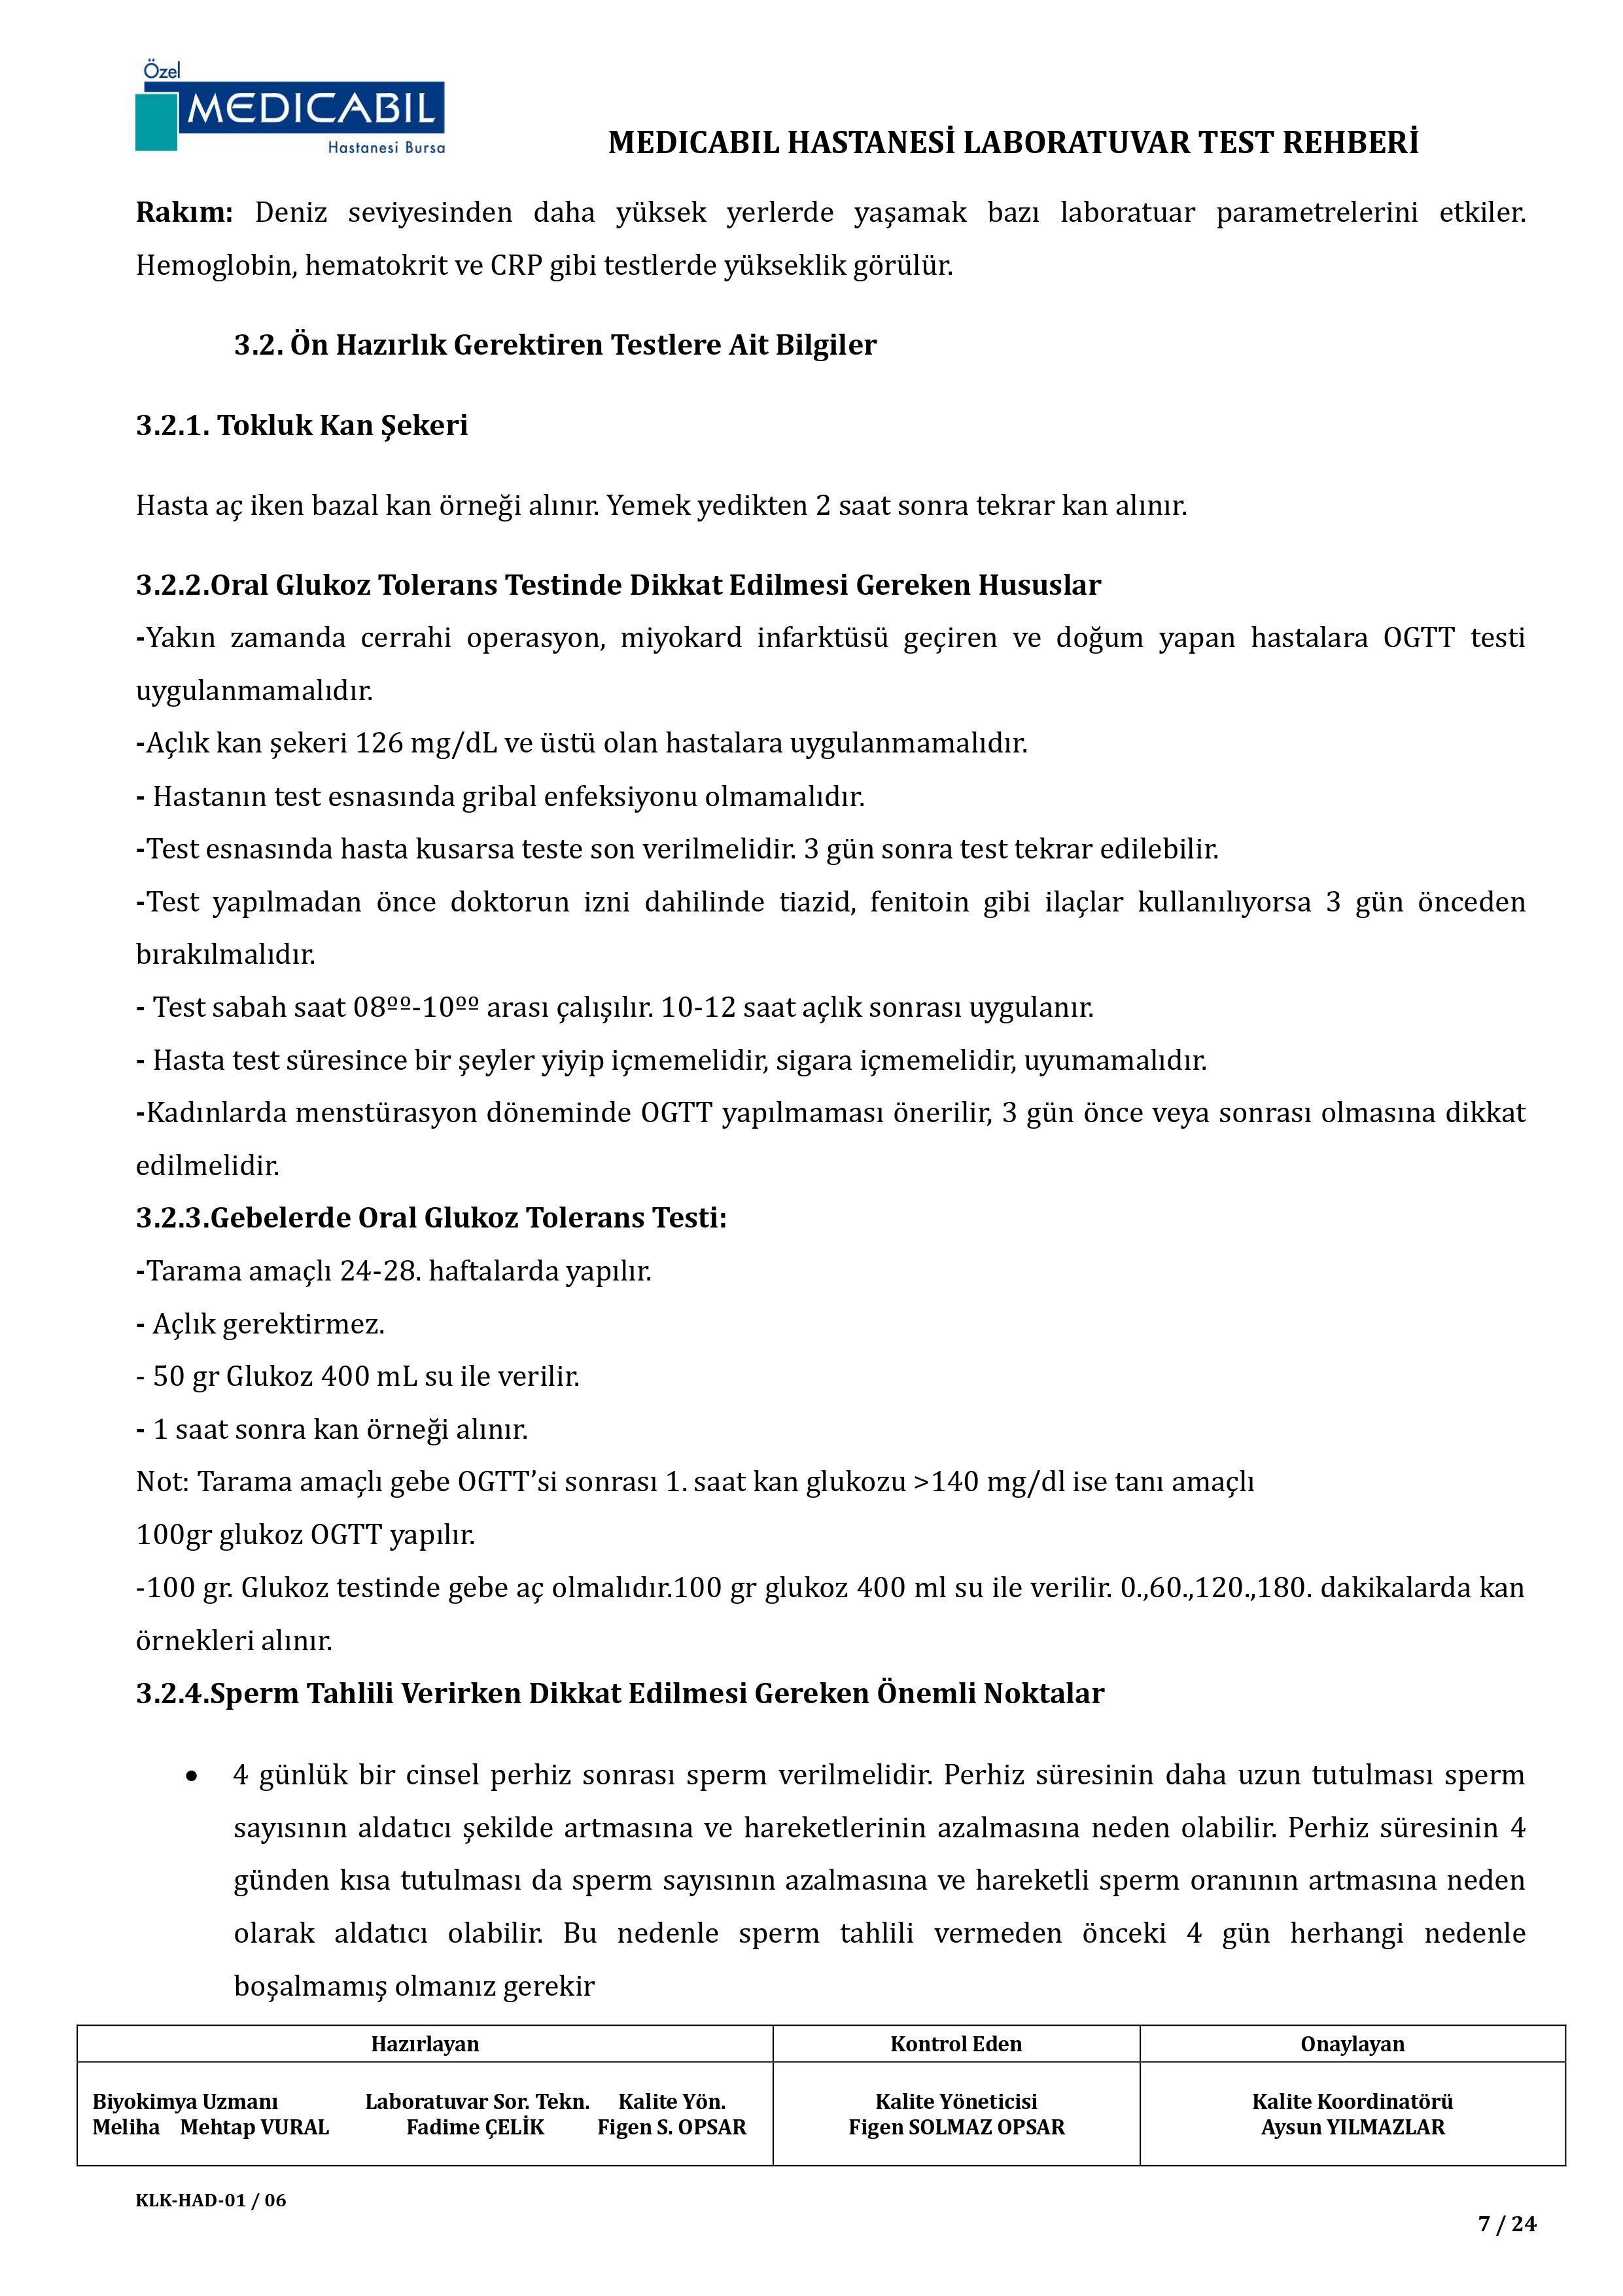 Özel
MEDICABIL
Hastanesi Bursa
MEDICABIL HASTANESİ LABORATUVAR TEST REHBERİ
Rakım: Deniz seviyesinden daha yüksek yerlerde yaşamak bazı laboratuar parametrelerini etkiler.
Hemoglobin, hematokrit ve CRP gibi testlerde yükseklik görülür.
3.2. Ön Hazırlık Gerektiren Testlere Ait Bilgiler
3.2.1. Tokluk Kan Şekeri
Hasta aç iken bazal kan örneği alınır. Yemek yedikten 2 saat sonra tekrar kan alınır.
3.2.2.Oral Glukoz Tolerans Testinde Dikkat Edilmesi Gereken Hususlar
-Yakın zamanda cerrahi operasyon, miyokard infarktüsü geçiren ve doğum yapan hastalara OGTT testi
uygulanmamalıdır.
-Açlık kan şekeri 126 mg/dL ve üstü olan hastalara uygulanmamalıdır.
- Hastanın test esnasında gribal enfeksiyonu olmamalıdır.
-Test esnasında hasta kusarsa teste son verilmelidir. 3 gün sonra test tekrar edilebilir.
-Test yapılmadan önce doktorun izni dahilinde tiazid, fenitoin gibi ilaçlar kullanılıyorsa 3 gün önceden
bırakılmalıdır.
- Test sabah saat 08ºº-10ºº arası çalışılır. 10-12 saat açlık sonrası uygulanır.
- Hasta test süresince bir şeyler yiyip içmemelidir, sigara içmemelidir, uyumamalıdır.
-Kadınlarda menstürasyon döneminde OGTT yapılmaması önerilir, 3 gün önce veya sonrası olmasına dikkat
edilmelidir.
3.2.3.Gebelerde Oral Glukoz Tolerans Testi:
-Tarama amaçlı 24-28. haftalarda yapılır.
- Açlık gerektirmez.
- 50 gr Glukoz 400 mL su ile verilir.
- 1 saat sonra kan örneği alınır.
Not: Tarama amaçlı gebe OGTT’si sonrası 1. saat kan glukozu >140 mg/dl ise tanı amaçlı
100gr glukoz OGTT yapılır.
-100 gr. Glukoz testinde gebe aç olmalıdır.100 gr glukoz 400 ml su ile verilir. 0.,60.,120.,180. dakikalarda kan
örnekleri alınır.
3.2.4.Sperm Tahlili Verirken Dikkat Edilmesi Gereken Önemli Noktalar
• 4 günlük bir cinsel perhiz sonrası sperm verilmelidir. Perhiz süresinin daha uzun tutulması sperm
sayısının aldatıcı şekilde artmasına ve hareketlerinin azalmasına neden olabilir. Perhiz süresinin 4
günden kısa tutulması da sperm sayısının azalmasına ve hareketli sperm oranının artmasına neden
olarak aldatıcı olabilir. Bu nedenle sperm tahlili vermeden önceki 4 gün herhangi nedenle
boşalmamış olmanız gerekir
Hazırlayan Kontrol Eden Onaylayan
Biyokimya Uzmanı Laboratuvar Sor. Tekn. Kalite Yön. Kalite Yöneticisi Kalite Koordinatörü
Meliha Mehtap VURAL Fadime ÇELİK Figen S. OPSAR Figen SOLMAZ OPSAR Aysun YILMAZLAR
KLK-HAD-01 / 06
7 / 24